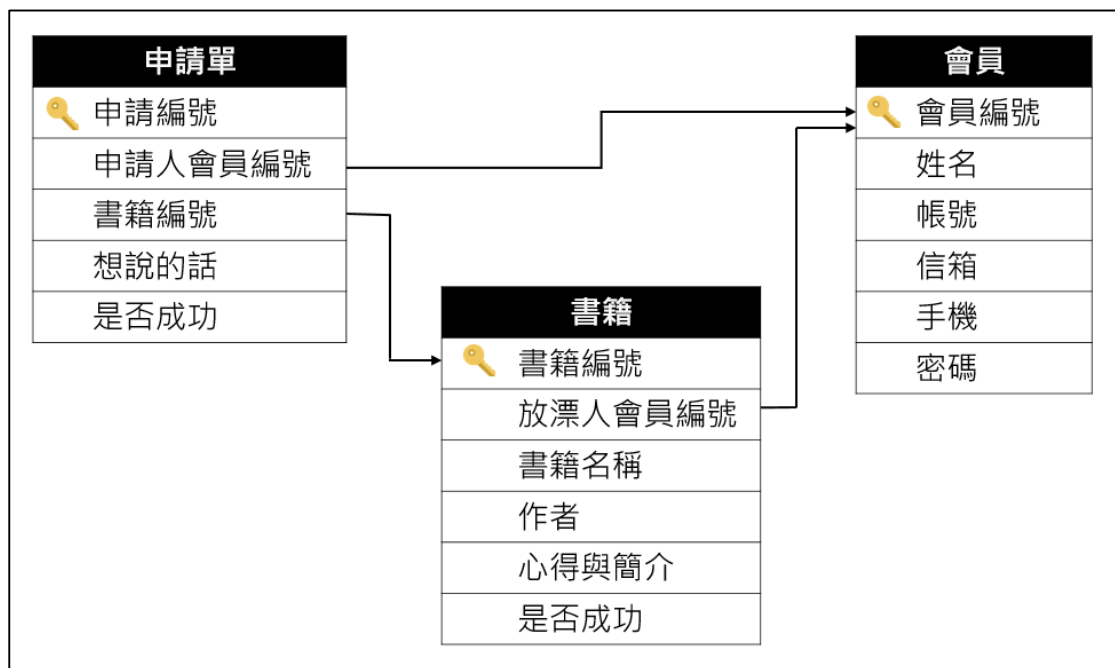 申請單
申請編號
申請人會員編號
書籍編號
想說的話
是否成功
書籍
書籍編號
放漂人會員編號
書籍名稱
作者
心得與簡介
是否成功
會員
會員編號
姓名
帳號
信箱
手機
密碼